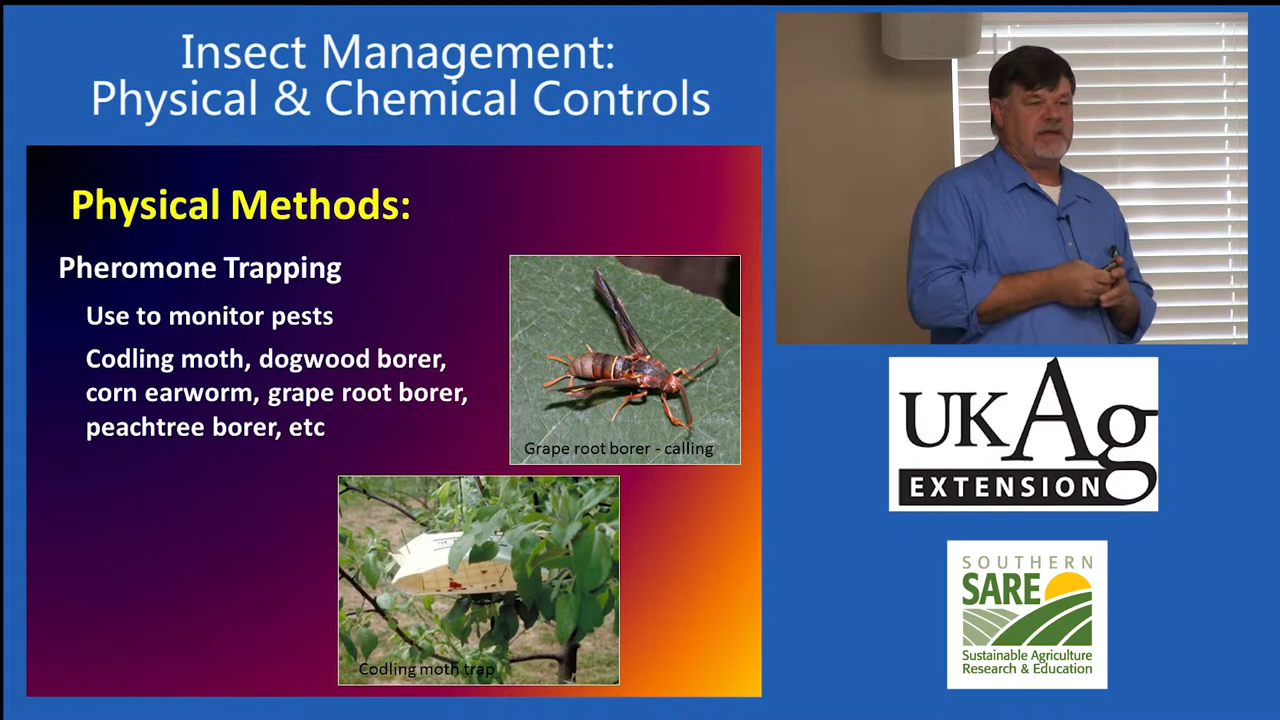 Insect Management:
Physical & Chemical Controls
Physical Methods:
Pheromone Trapping
Use to monitor pests
Codling moth, dogwood borer,
corn earworm, grape root borer,
peachtree borer, etc
Grape root borer - calling
Codling moth trap
UKAg
EXTENSION
SOUTHERN
SARE
Sustainable Agriculture
Research & Education